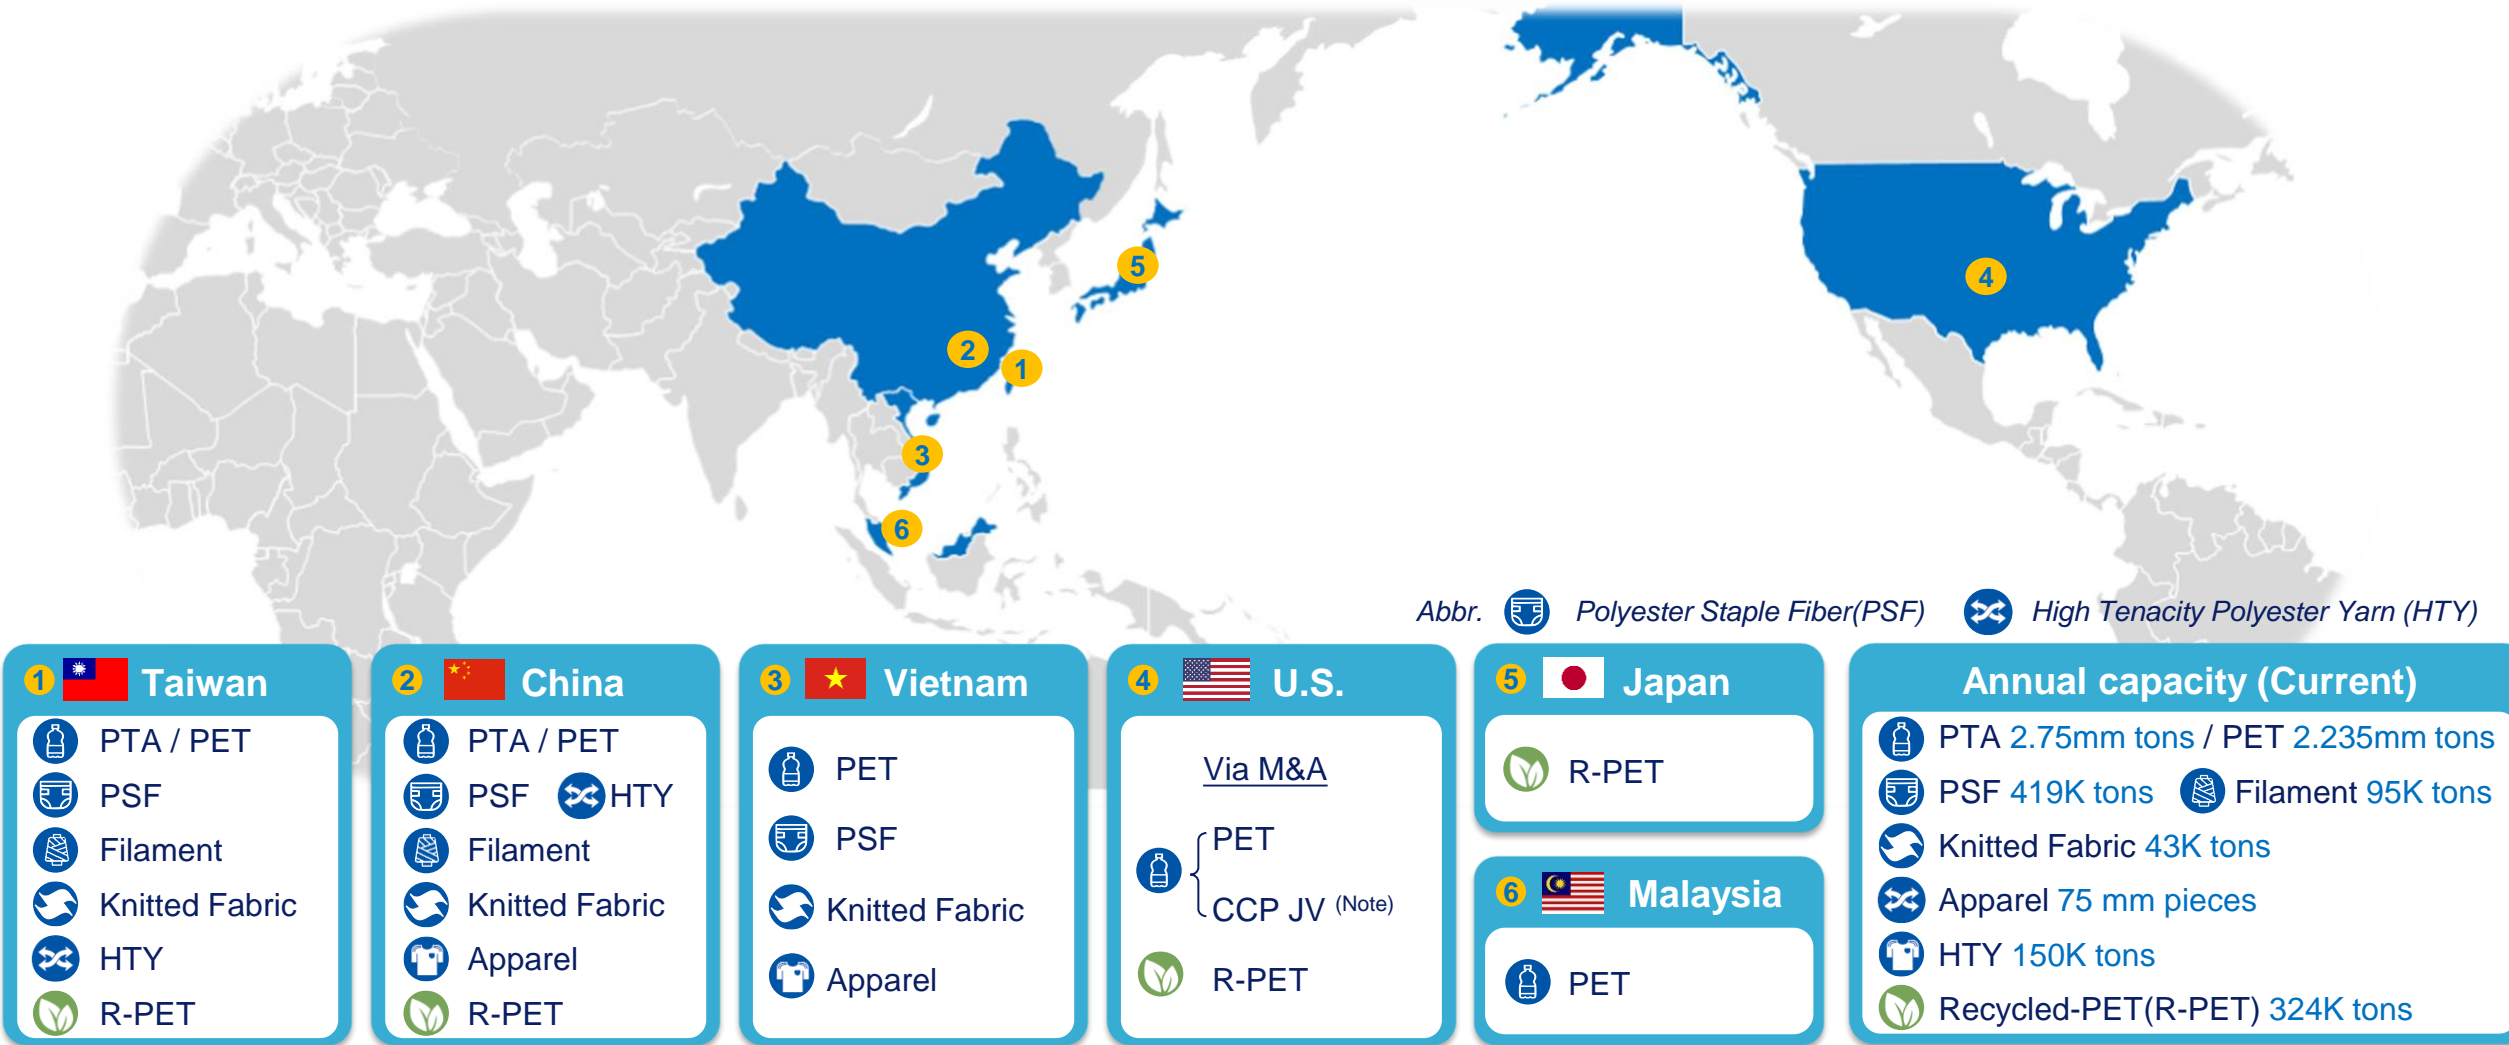 5
4
2
1
3
6
Abbr. Polyester Staple Fiber(PSF) High Tenacity Polyester Yarn (HTY)
1 Taiwan
PTA / PET
PSF
Filament
Knitted Fabric
HTY
R-PET
2 China
PTA / PET
PSF HTY
Filament
Knitted Fabric
Apparel
R-PET
3 Vietnam
PET
PSF
Knitted Fabric
Apparel
4 U.S.
Via M&A
PET
CCP JV (Note)
R-PET
5 Japan
R-PET
6 Malaysia
PET
Annual capacity (Current)
PTA 2.75mm tons / PET 2.235mm tons
PSF 419K tons Filament 95K tons
Knitted Fabric 43K tons
Apparel 75 mm pieces
HTY 150K tons
Recycled-PET(R-PET) 324K tons